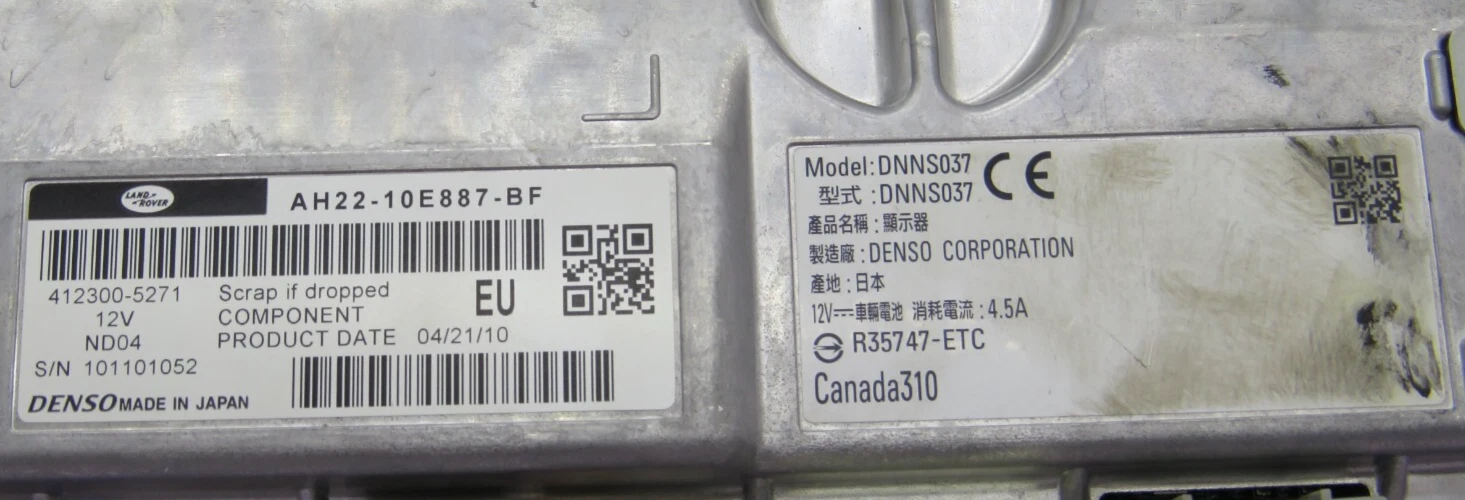 LAND-
-ROVER
AH22-10E887-BF
412300-5271
12V
ND04
Scrap if dropped
COMPONENT
PRODUCT DATE 04/21/10
EU
S/N 101101052
DENSO MADE IN JAPAN
Model:DNNS037
CE
型式:DNNS037
產品名稱:顯示器
製造廠:DENSO CORPORATION
產地:日本
12V⎓車輛電池 消耗電流:4.5A
R35747-ETC
Canada310